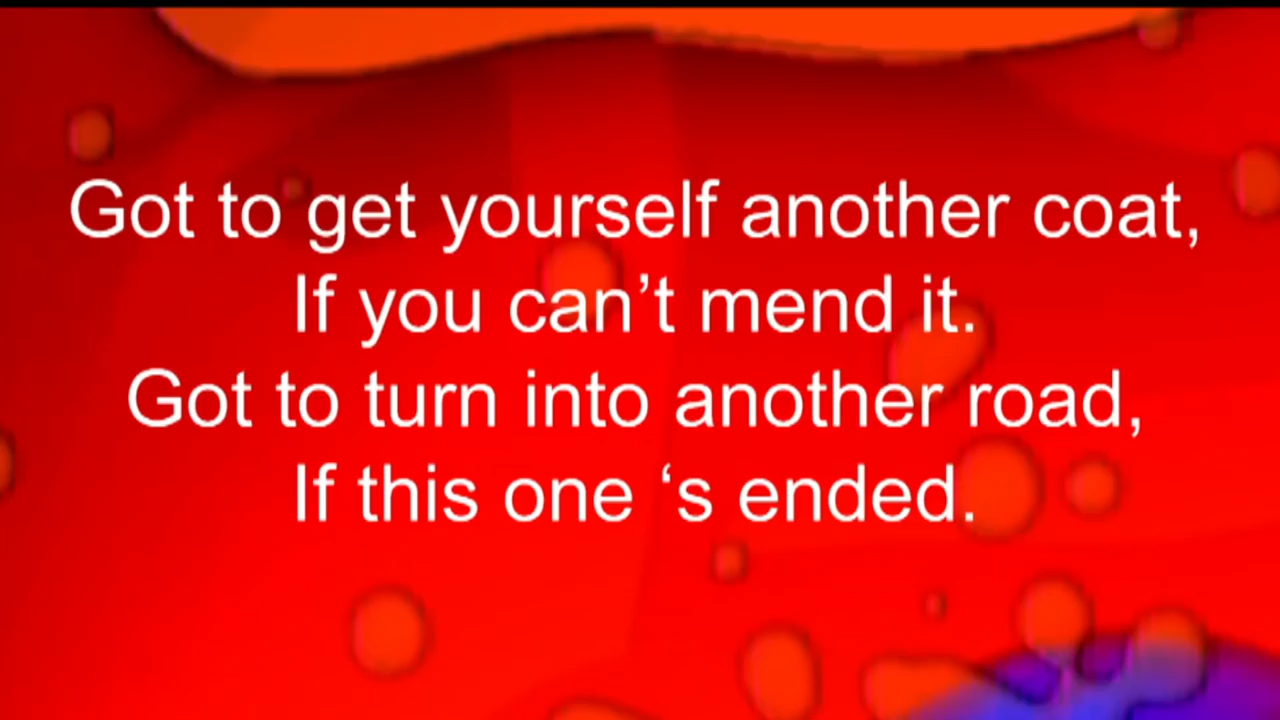 Got to get yourself another coat,
If you can’t mend it.
Got to turn into another road,
If this one ‘s ended.